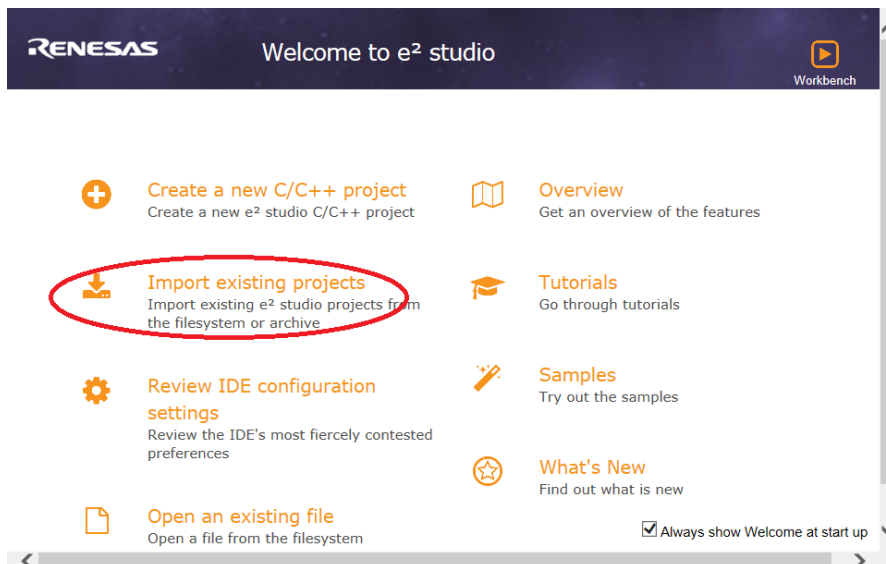 RENESAS
Welcome to e² studio
Workbench
Create a new C/C++ project
Create a new e² studio C/C++ project
Import existing projects
Import existing e² studio projects from
the filesystem or archive
Review IDE configuration
settings
Review the IDE's most fiercely contested
preferences
Open an existing file
Open a file from the filesystem
Overview
Get an overview of the features
Tutorials
Go through tutorials
Samples
Try out the samples
What's New
Find out what is new
Always show Welcome at start up